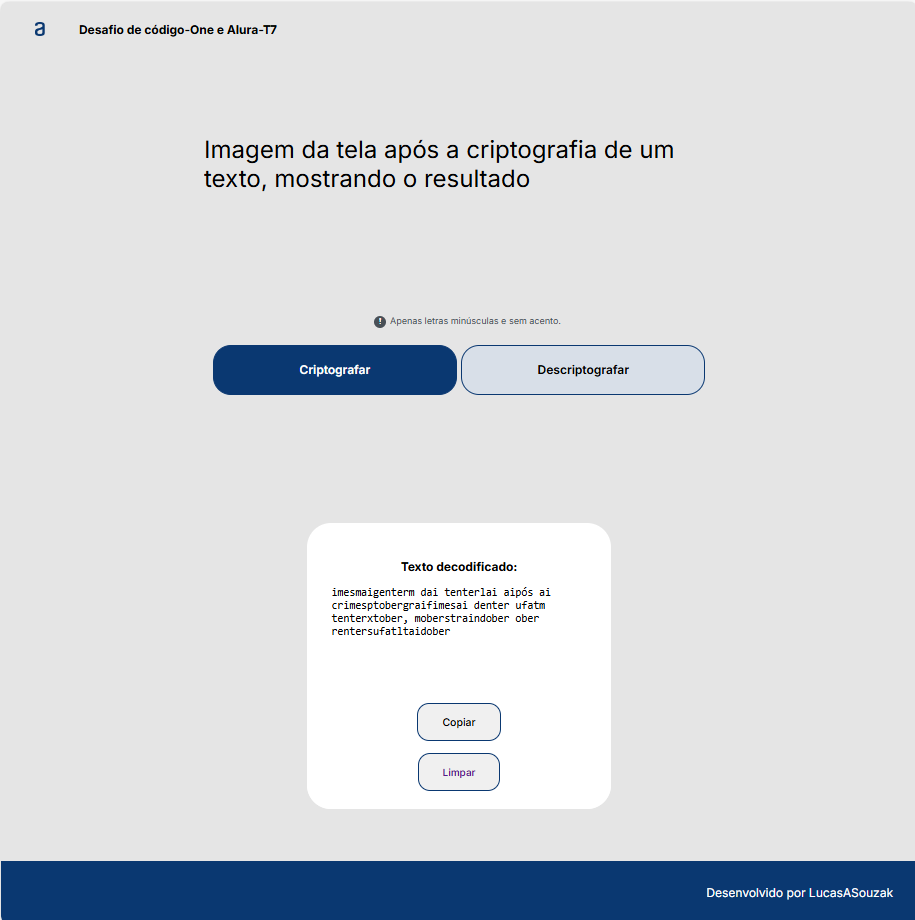 a
Desafio de código-One e Alura-T7
Imagem da tela após a criptografia de um
texto, mostrando o resultado
! Apenas letras minúsculas e sem acento.
Criptografar
Descriptografar
Texto decodificado:
imesmaigenterm dai tenterlai aipós ai
crimesptobergraifimesai denter ufatm
tenterxtober, moberstraindober ober
rentersufatltaidober
Copiar
Limpar
Desenvolvido por LucasASouzak